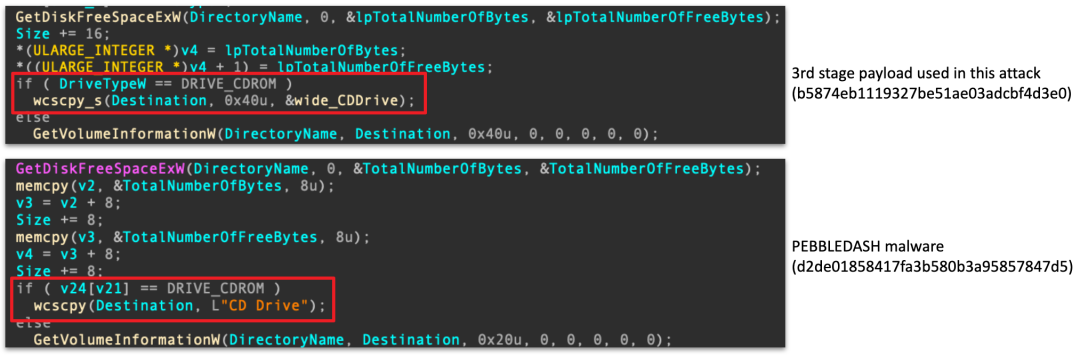 GetDiskFreeSpaceExW(DirectoryName, 0, &lpTotalNumberOfBytes, &lpTotalNumberOfFreeBytes);
Size += 16;
*(ULARGE_INTEGER *)v4 = lpTotalNumberOfBytes;
*((ULARGE_INTEGER *)v4 + 1) = lpTotalNumberOfFreeBytes;
if ( DriveTypeW == DRIVE_CDROM )
wcscpy_s(Destination, 0x40u, &wide_CDDrive);
else
GetVolumeInformationW(DirectoryName, Destination, 0x40u, 0, 0, 0, 0, 0);
3rd stage payload used in this attack
(b5874eb1119327be51ae03adcbf4d3e0)
GetDiskFreeSpaceExW(DirectoryName, 0, &TotalNumberOfBytes, &TotalNumberOfFreeBytes);
memcpy(v2, &TotalNumberOfBytes, 8u);
v3 = v2 + 8;
Size += 8;
memcpy(v3, &TotalNumberOfFreeBytes, 8u);
v4 = v3 + 8;
Size += 8;
if ( v24[v21] == DRIVE_CDROM )
wcscpy(Destination, L"CD Drive");
else
GetVolumeInformationW(DirectoryName, Destination, 0x20u, 0, 0, 0, 0, 0);
PEBBLEDASH malware
(d2de01858417fa3b580b3a95857847d5)